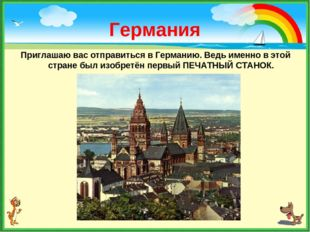 Германия
Приглашаю вас отправиться в Германию. Ведь именно в этой
стране был изобретён первый ПЕЧАТНЫЙ СТАНОК.